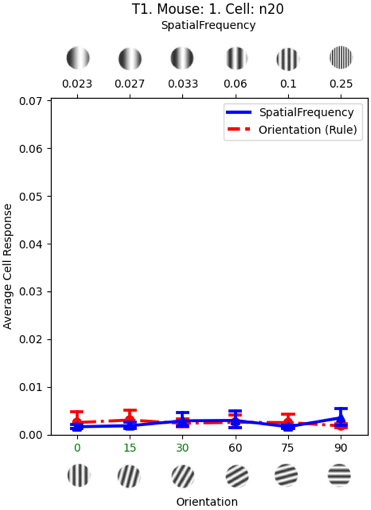 T1. Mouse: 1. Cell: n20
SpatialFrequency
0.023 0.027 0.033 0.06 0.1 0.25
0.07
0.06
0.05
0.04
0.03
0.02
0.01
0.00
Average Cell Response
SpatialFrequency
Orientation (Rule)
0 15 30 60 75 90
Orientation